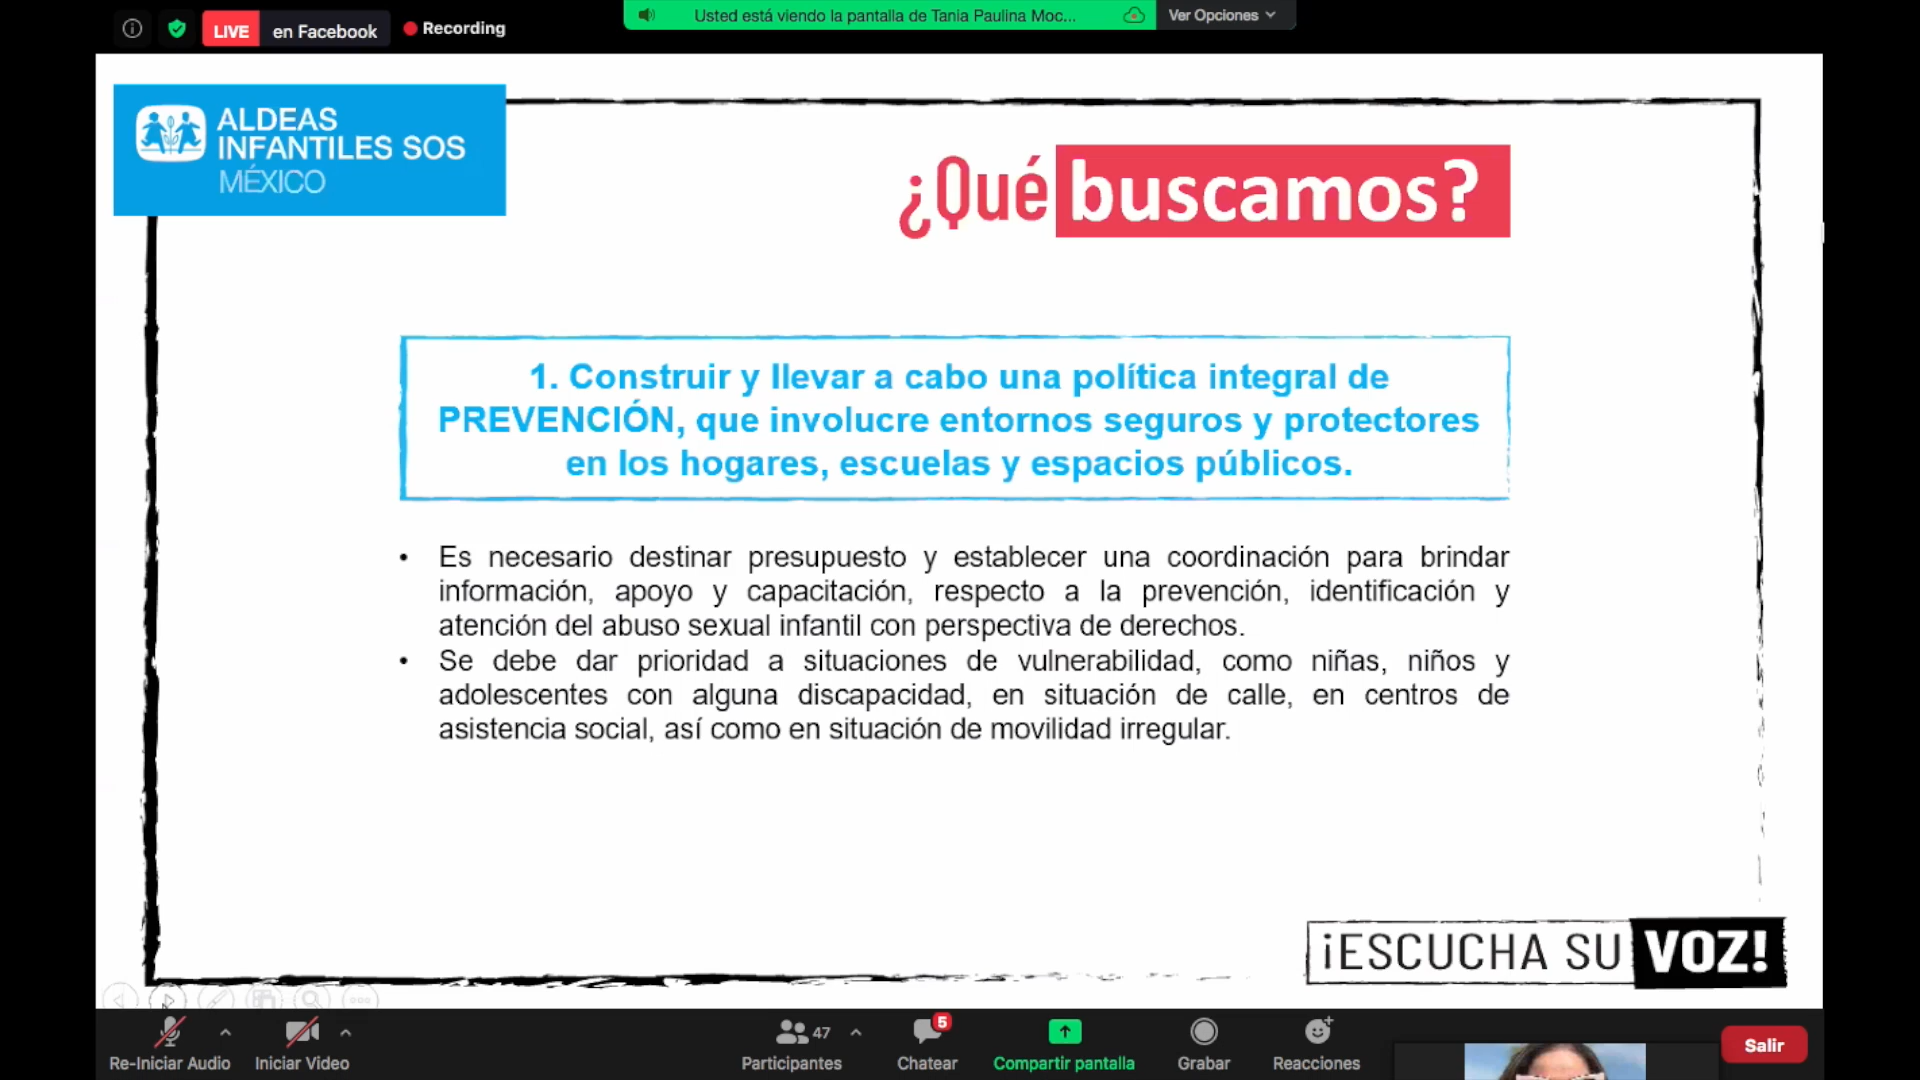 LIVE en Facebook
Recording
Usted está viendo la pantalla de Tania Paulina Moc...
Ver Opciones
ALDEAS
INFANTILES SOS
MÉXICO
¿Qué buscamos?
1. Construir y llevar a cabo una política integral de
PREVENCIÓN, que involucre entornos seguros y protectores
en los hogares, escuelas y espacios públicos.
• Es necesario destinar presupuesto y establecer una coordinación para brindar
información, apoyo y capacitación, respecto a la prevención, identificación y
atención del abuso sexual infantil con perspectiva de derechos.
• Se debe dar prioridad a situaciones de vulnerabilidad, como niñas, niños y
adolescentes con alguna discapacidad, en situación de calle, en centros de
asistencia social, así como en situación de movilidad irregular.
¡ESCUCHA SU VOZ!
47
5
Re-Iniciar Audio
Iniciar Video
Participantes
Chatear
Compartir pantalla
Grabar
Reacciones
Salir